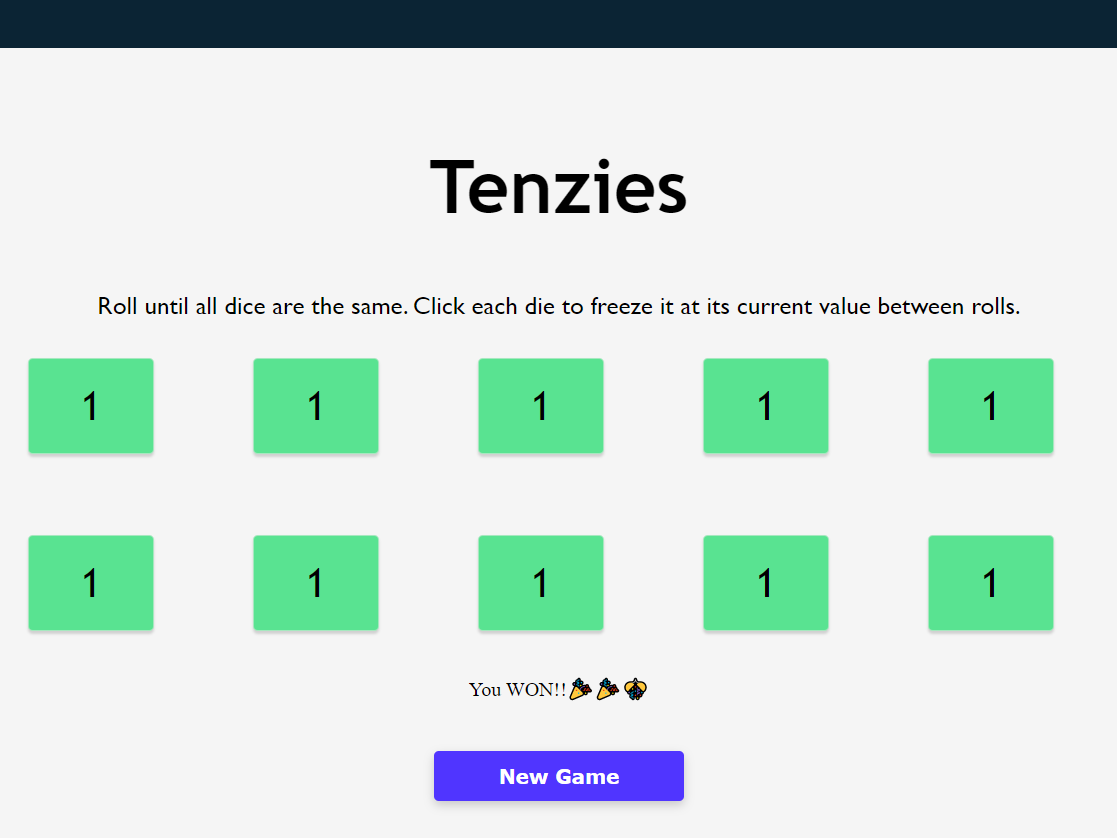 Tenzies
Roll until all dice are the same. Click each die to freeze it at its current value between rolls.
1 1 1 1 1
1 1 1 1 1
You WON!!
New Game